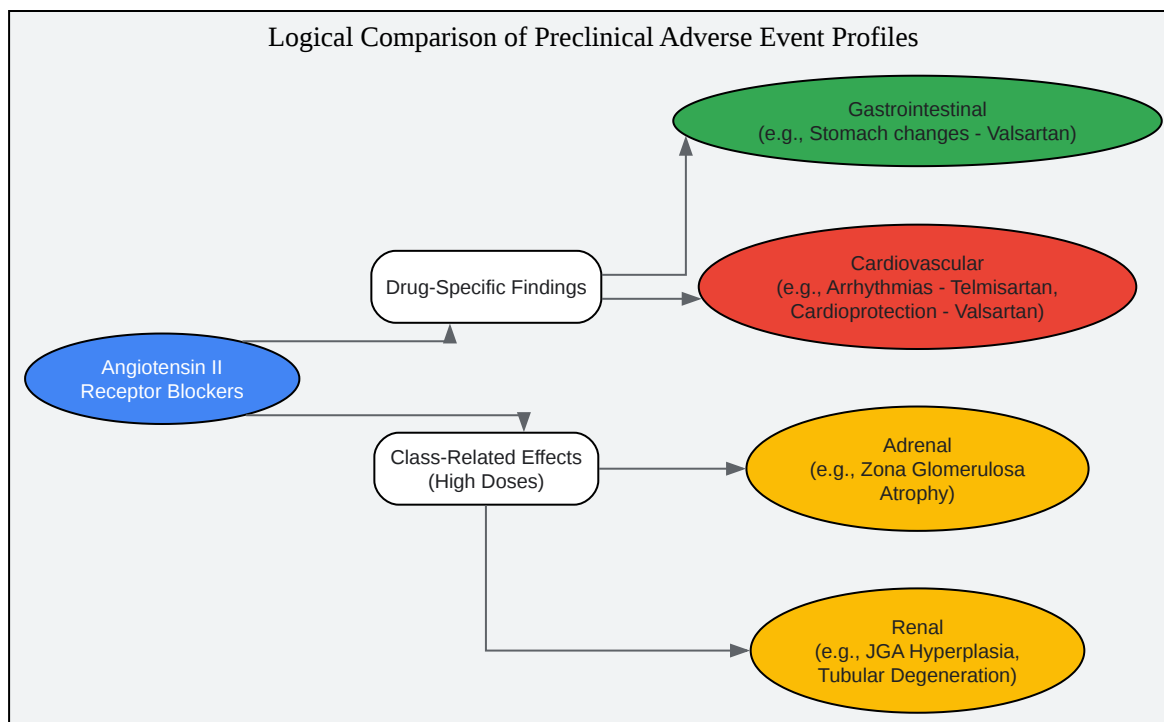 Logical Comparison of Preclinical Adverse Event Profiles
Gastrointestinal
(e.g., Stomach changes - Valsartan)
Drug-Specific Findings
Cardiovascular
(e.g., Arrhythmias - Telmisartan,
Cardioprotection - Valsartan)
Angiotensin II
Receptor Blockers
Class-Related Effects
(High Doses)
Adrenal
(e.g., Zona Glomerulosa
Atrophy)
Renal
(e.g., JGA Hyperplasia,
Tubular Degeneration)